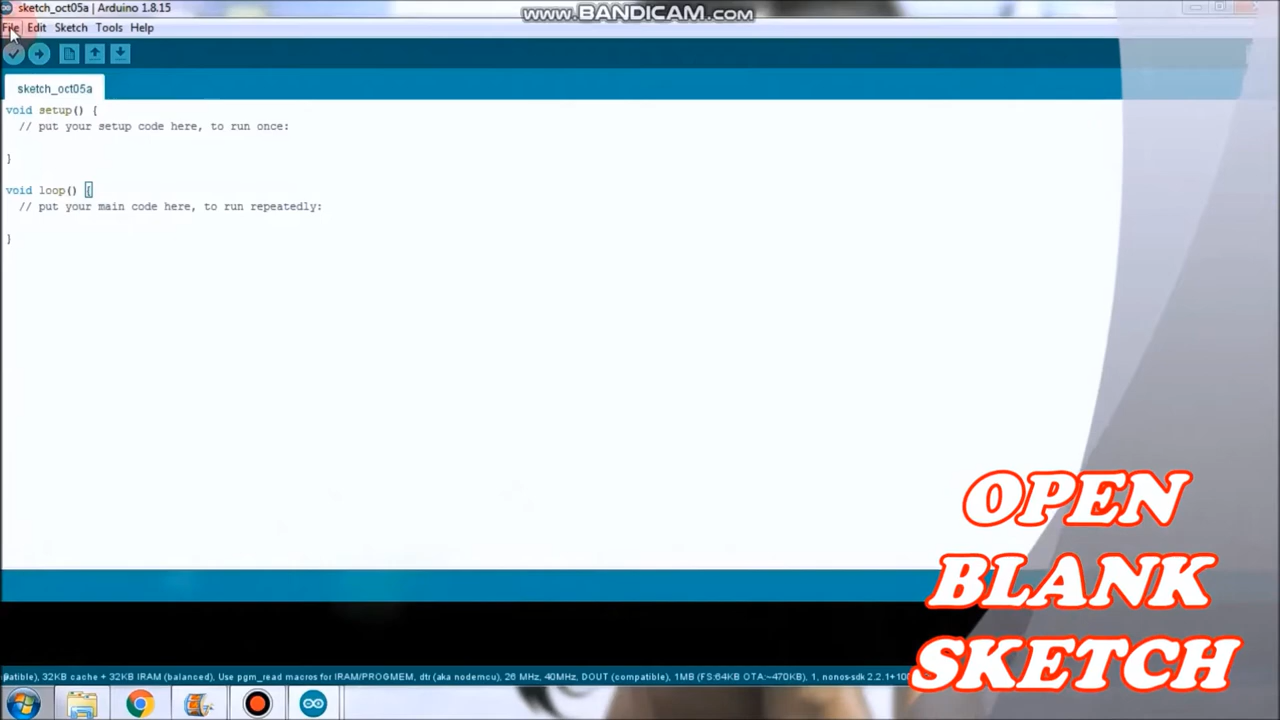 sketch_oct05a | Arduino 1.8.15
www.BANDICAM.com
File Edit Sketch Tools Help
sketch_oct05a
void setup() {
// put your setup code here, to run once:
}
void loop() {
// put your main code here, to run repeatedly:
}
OPEN
BLANK
SKETCH
patible), 32KB cache + 32KB IRAM (balanced), Use pgm_read macros for IRAM/PROGMEM, dtr (aka nodemcu), 26 MHz, 40MHz, DOUT (compatible), 1MB (FS:64KB OTA:~470KB), 1, nonos-sdk 2.2.1+100